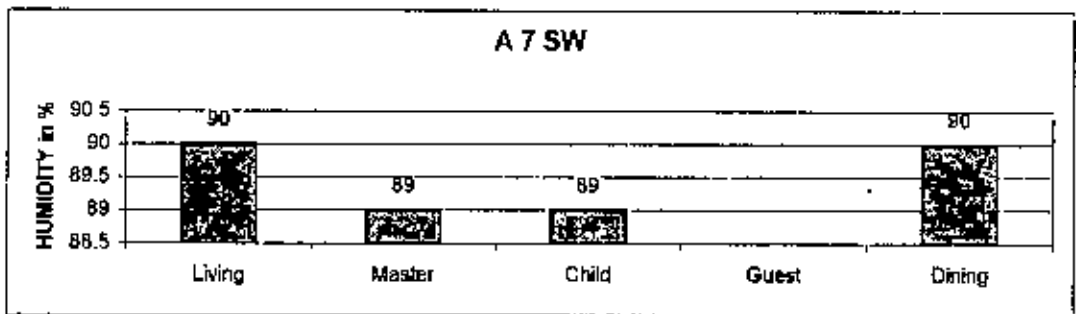 A 7 SW
HUMIDITY in %
90.5
90
89.5
89
88.5
90
89
89
90
Living
Master
Child
Guest
Dining